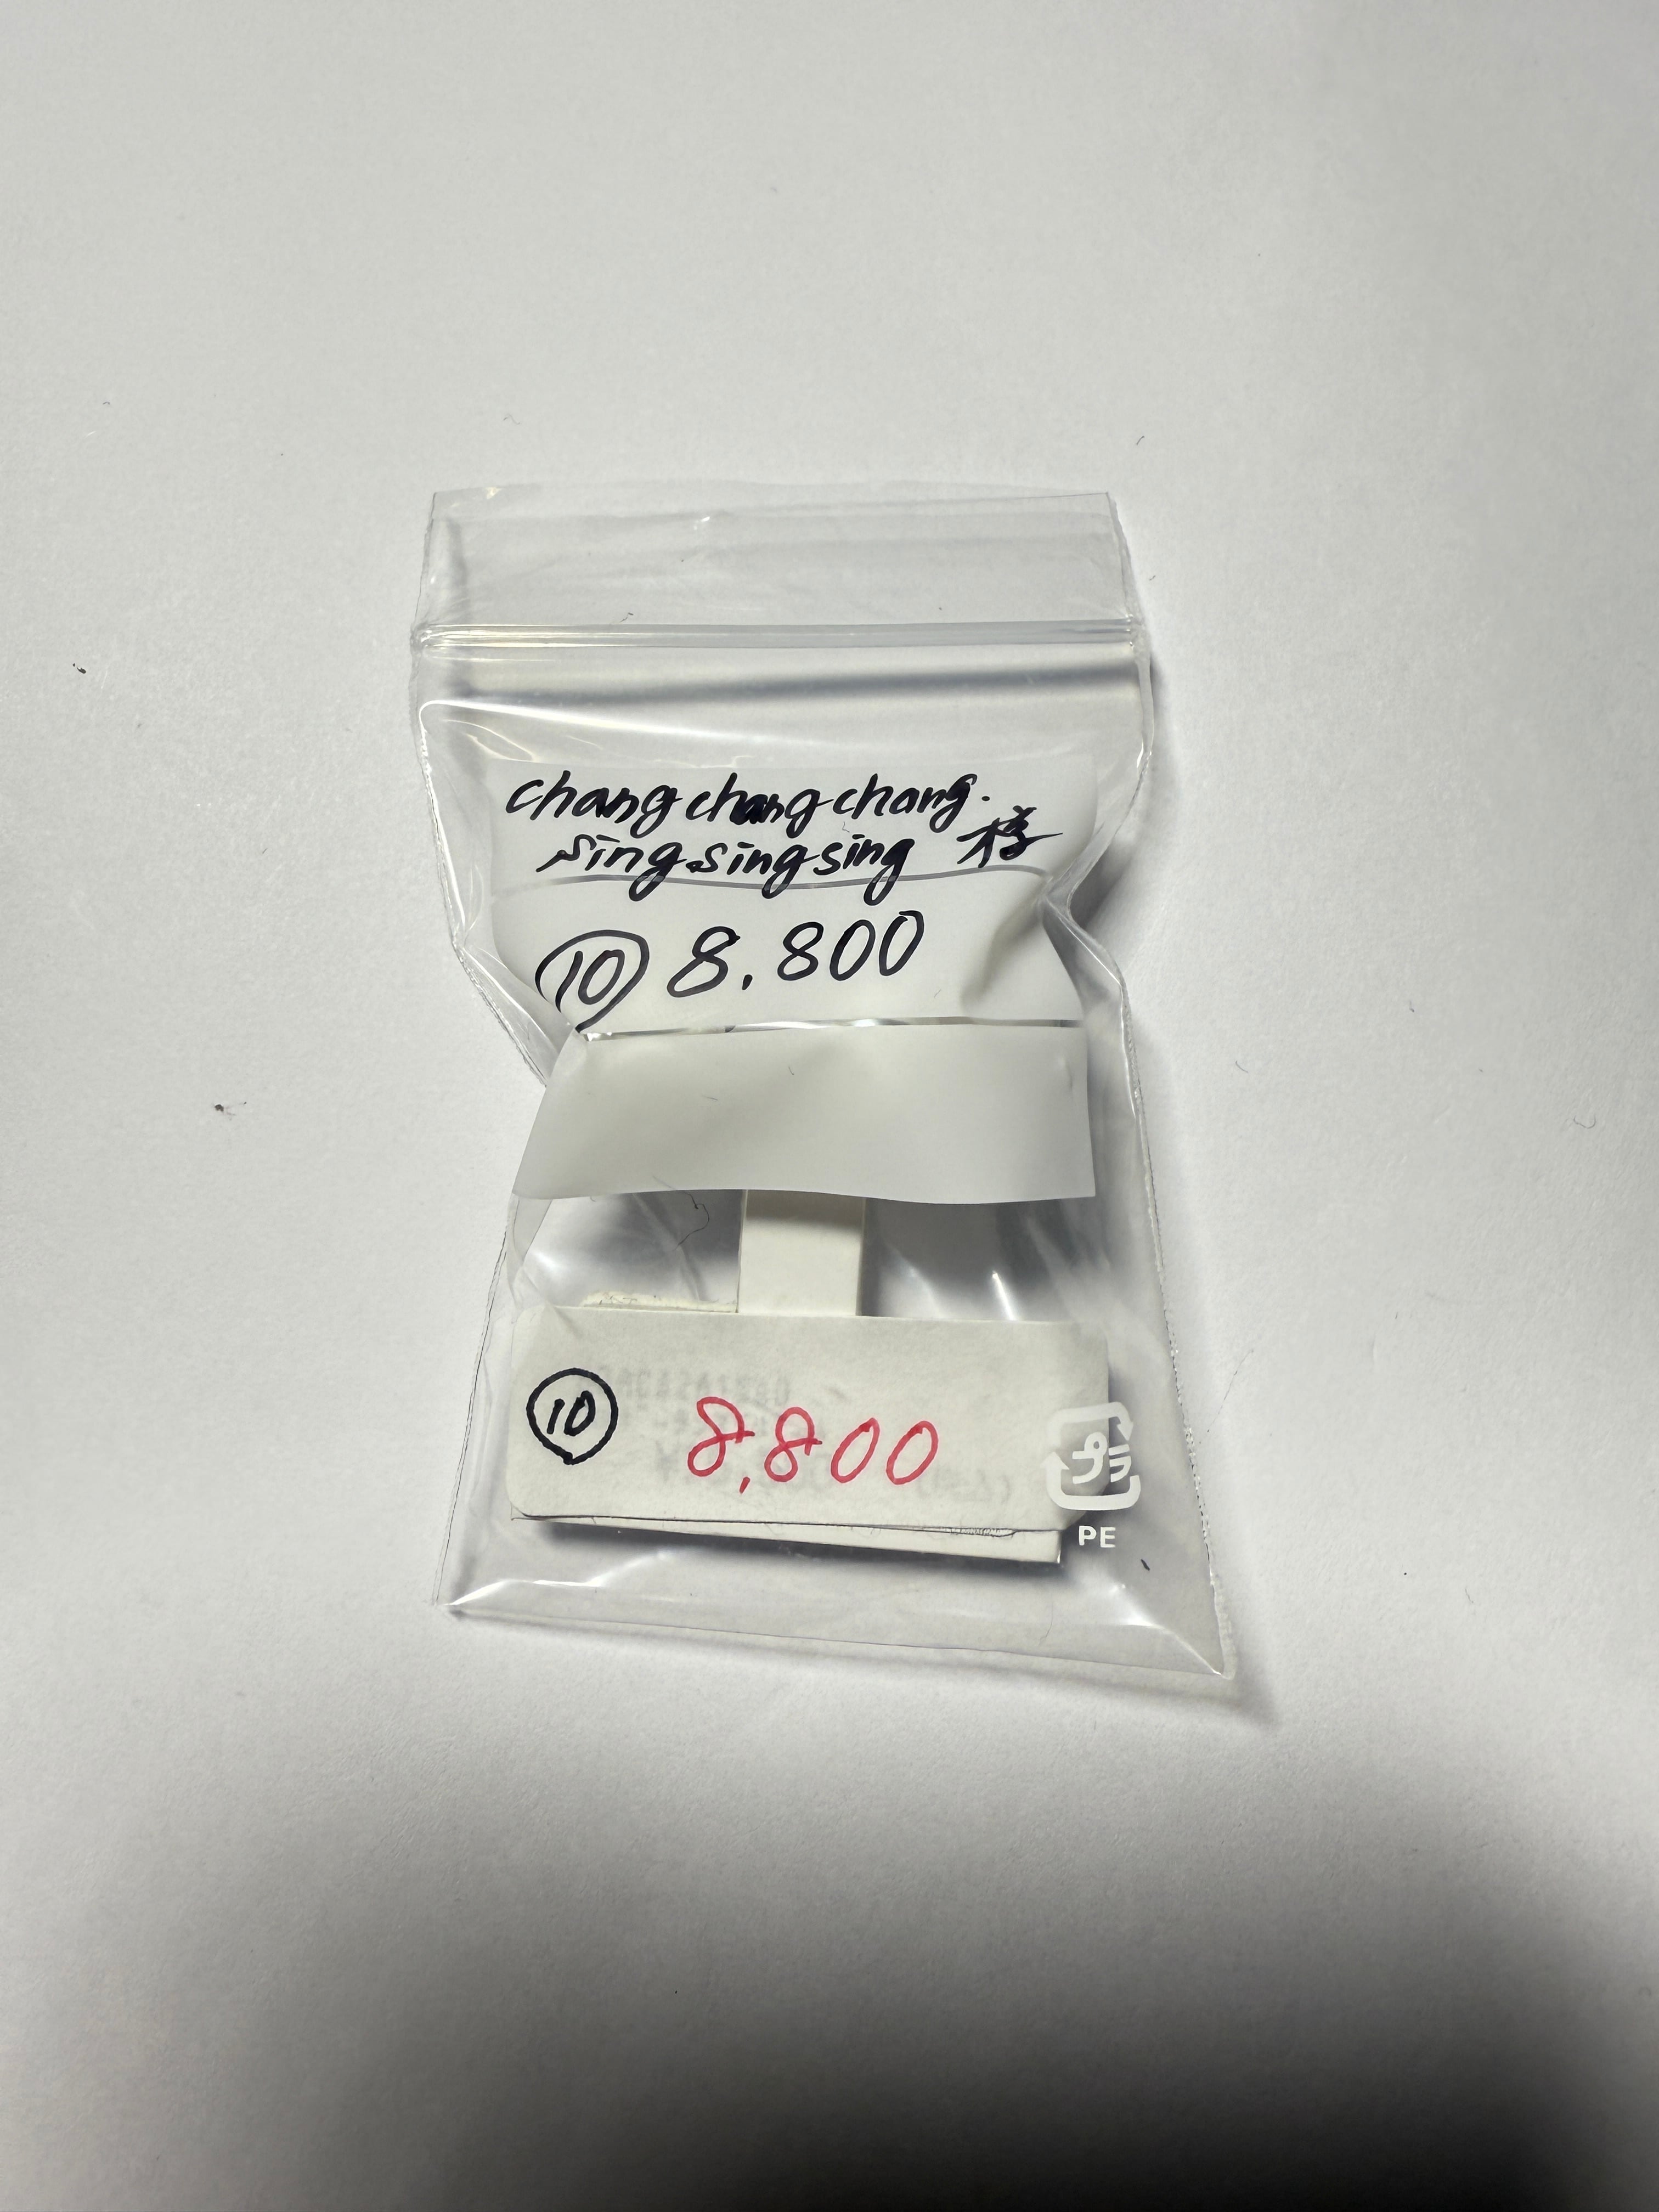 chang chang chang.
sing sing sing 様
⑩ 8,800
⑩ 8,800
プラ
PE